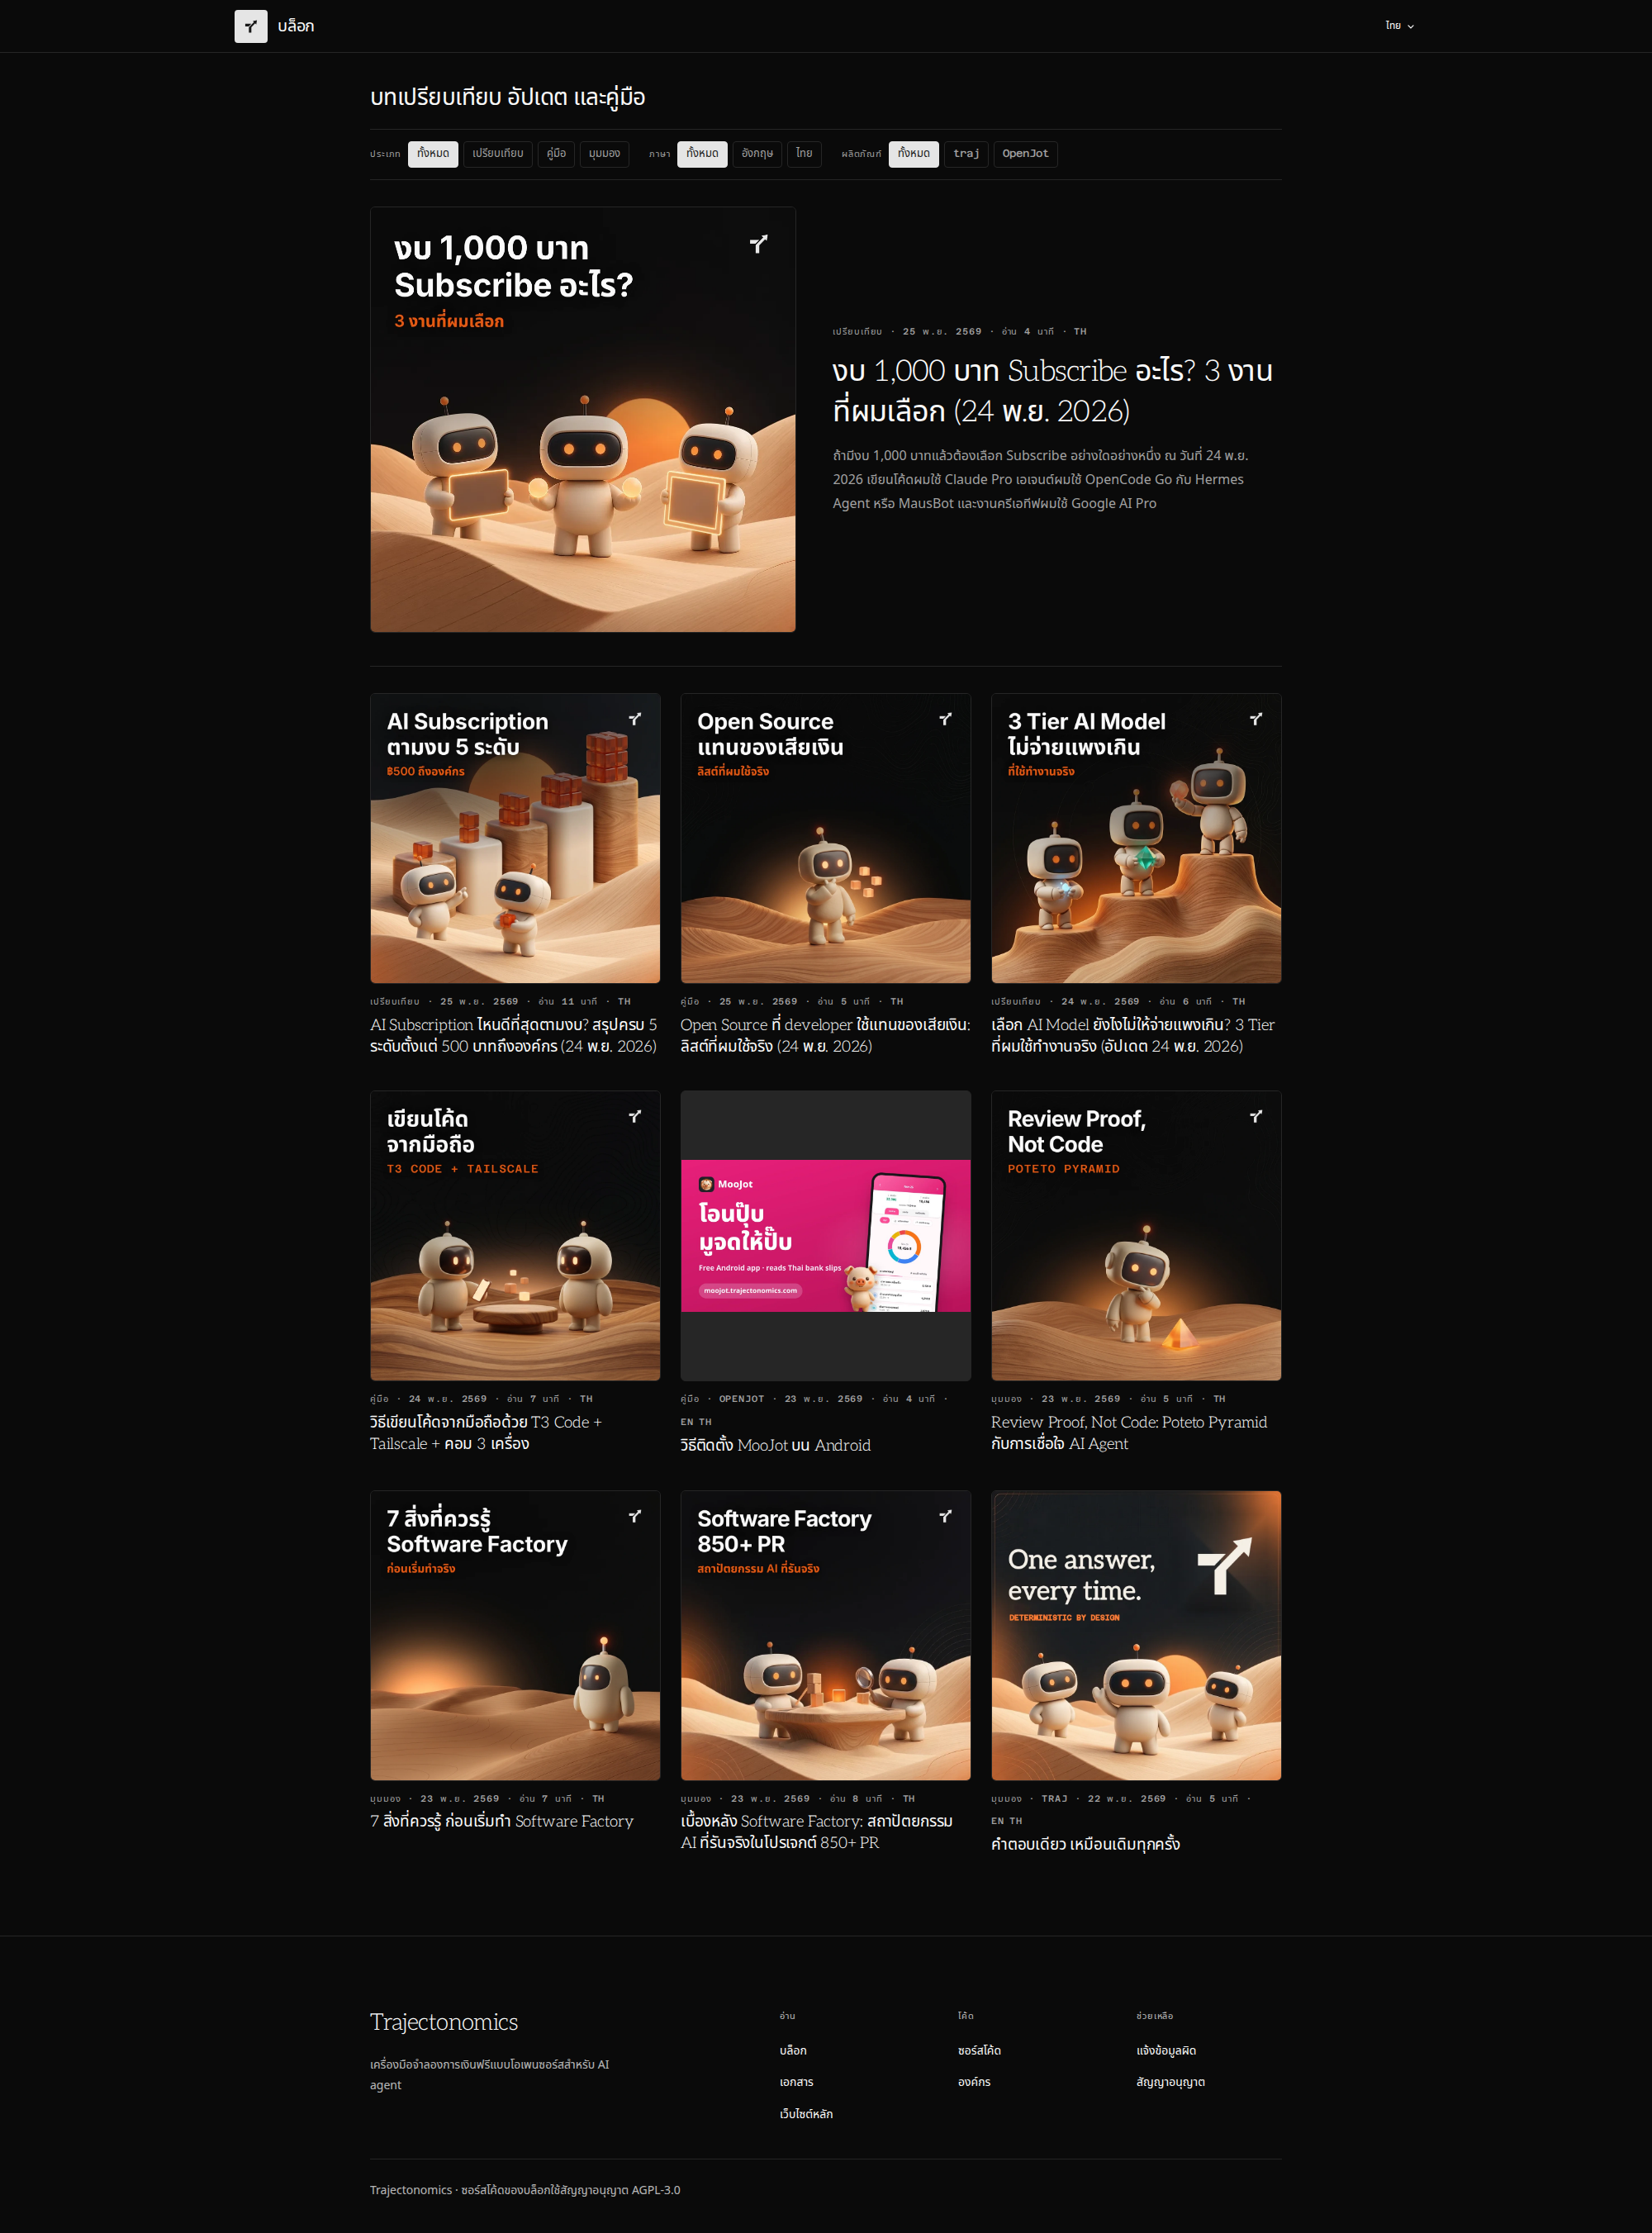 บล็อก
ไทย
บทเปรียบเทียบ อัปเดต และคู่มือ
ประเภท ทั้งหมด เปรียบเทียบ คู่มือ มุมมอง ภาษา ทั้งหมด อังกฤษ ไทย ผลิตภัณฑ์ ทั้งหมด traj OpenJot
งบ 1,000 บาท
Subscribe อะไร?
3 งานที่ผมเลือก
เปรียบเทียบ · 25 พ.ย. 2569 · อ่าน 4 นาที · TH
งบ 1,000 บาท Subscribe อะไร? 3 งาน
ที่ผมเลือก (24 พ.ย. 2026)
ถ้ามีงบ 1,000 บาทแล้วต้องเลือก Subscribe อย่างใดอย่างหนึ่ง ณ วันที่ 24 พ.ย.
2026 เขียนโค้ดผมใช้ Claude Pro เอเจนต์ผมใช้ OpenCode Go กับ Hermes
Agent หรือ MausBot และงานครีเอทีฟผมใช้ Google AI Pro
AI Subscription
ตามงบ 5 ระดับ
฿500 ถึงองค์กร
เปรียบเทียบ · 25 พ.ย. 2569 · อ่าน 11 นาที · TH
AI Subscription ไหนดีที่สุดตามงบ? สรุปครบ 5
ระดับตั้งแต่ 500 บาทถึงองค์กร (24 พ.ย. 2026)
Open Source
แทนของเสียเงิน
ลิสต์ที่ผมใช้จริง
คู่มือ · 25 พ.ย. 2569 · อ่าน 5 นาที · TH
Open Source ที่ developer ใช้แทนของเสียเงิน:
ลิสต์ที่ผมใช้จริง (24 พ.ย. 2026)
3 Tier AI Model
ไม่จ่ายแพงเกิน
ที่ใช้ทำงานจริง
เปรียบเทียบ · 24 พ.ย. 2569 · อ่าน 6 นาที · TH
เลือก AI Model ยังไงไม่ให้จ่ายแพงเกิน? 3 Tier
ที่ผมใช้ทำงานจริง (อัปเดต 24 พ.ย. 2026)
เขียนโค้ด
จากมือถือ
T3 CODE + TAILSCALE
คู่มือ · 24 พ.ย. 2569 · อ่าน 7 นาที · TH
วิธีเขียนโค้ดจากมือถือด้วย T3 Code +
Tailscale + คอม 3 เครื่อง
MooJot
โอนปุ๊บ
มูจดให้ปั๊บ
Free Android app · reads Thai bank slips
moojot.trajectonomics.com
คู่มือ · OPENJOT · 23 พ.ย. 2569 · อ่าน 4 นาที ·
EN TH
วิธีติดตั้ง MooJot บน Android
Review Proof,
Not Code
POTETO PYRAMID
มุมมอง · 23 พ.ย. 2569 · อ่าน 5 นาที · TH
Review Proof, Not Code: Poteto Pyramid
กับการเชื่อใจ AI Agent
7 สิ่งที่ควรรู้
Software Factory
ก่อนเริ่มทำจริง
มุมมอง · 23 พ.ย. 2569 · อ่าน 7 นาที · TH
7 สิ่งที่ควรรู้ ก่อนเริ่มทำ Software Factory
Software Factory
850+ PR
สถาปัตยกรรม AI ที่รันจริง
มุมมอง · 23 พ.ย. 2569 · อ่าน 8 นาที · TH
เบื้องหลัง Software Factory: สถาปัตยกรรม
AI ที่รันจริงในโปรเจกต์ 850+ PR
One answer,
every time.
DETERMINISTIC BY DESIGN
มุมมอง · TRAJ · 22 พ.ย. 2569 · อ่าน 5 นาที ·
EN TH
คำตอบเดียว เหมือนเดิมทุกครั้ง
Trajectonomics
เครื่องมือจำลองการเงินฟรีแบบโอเพนซอร์สสำหรับ AI
agent
อ่าน
บล็อก
เอกสาร
เว็บไซต์หลัก
โค้ด
ซอร์สโค้ด
องค์กร
ช่วยเหลือ
แจ้งข้อมูลผิด
สัญญาอนุญาต
Trajectonomics · ซอร์สโค้ดของบล็อกใช้สัญญาอนุญาต AGPL-3.0